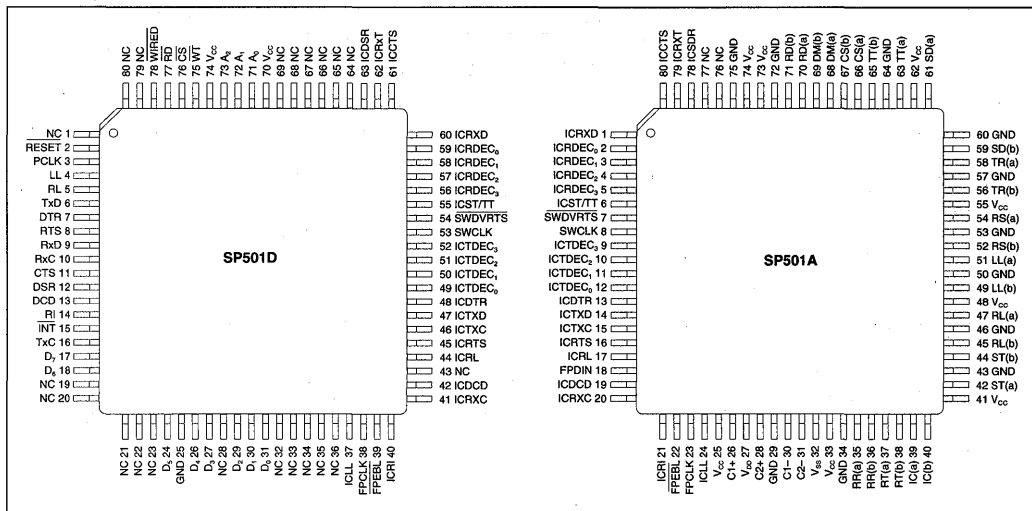 80 NC
79 NC
78 WIRED
77 RD
76 CS
75 WT
74 VCC
73 A2
72 A1
71 A0
70 VCC
69 NC
68 NC
67 NC
66 NC
65 NC
64 NC
63 ICDSR
62 ICRxT
61 ICCTS
NC 1
RESET 2
PCLK 3
LL 4
RL 5
TxD 6
DTR 7
RTS 8
RxD 9
RxC 10
CTS 11
DSR 12
DCD 13
RI 14
INT 15
TxC 16
D7 17
D6 18
NC 19
NC 20
SP501D
60 ICRXD
59 ICRDEC0
58 ICRDEC1
57 ICRDEC2
56 ICRDEC3
55 ICST/TT
54 SWDVRTS
53 SWCLK
52 ICTDEC3
51 ICTDEC2
50 ICTDEC1
49 ICTDEC0
48 ICDTR
47 ICTXD
46 ICTXC
45 ICRTS
44 ICRL
43 NC
42 ICDCD
41 ICRXC
NC 21
NC 22
NC 23
D5 24
GND 25
D4 26
D3 27
NC 28
D2 29
D1 30
D0 31
NC 32
NC 33
NC 34
NC 35
NC 36
ICLL 37
FPCLK 38
FPEBL 39
ICRI 40
80 ICCTS
79 ICRXT
78 ICSDR
77 NC
76 NC
75 GND
74 VCC
73 VCC
72 GND
71 RD(b)
70 RD(a)
69 DM(b)
68 DM(a)
67 CS(b)
66 CS(a)
65 TT(b)
64 GND
63 TT(a)
62 VCC
61 SD(a)
ICRXD 1
ICRDEC0 2
ICRDEC1 3
ICRDEC2 4
ICRDEC3 5
ICST/TT 6
SWDVRTS 7
SWCLK 8
ICTDEC3 9
ICTDEC2 10
ICTDEC1 11
ICTDEC0 12
ICDTR 13
ICTXD 14
ICTXC 15
ICRTS 16
ICRL 17
FPDIN 18
ICDCD 19
ICRXC 20
SP501A
60 GND
59 SD(b)
58 TR(a)
57 GND
56 TR(b)
55 VCC
54 RS(a)
53 GND
52 RS(b)
51 LL(a)
50 GND
49 LL(b)
48 VCC
47 RL(a)
46 GND
45 RL(b)
44 ST(b)
43 GND
42 ST(a)
41 VCC
ICRI 21
FPEBL 22
FPCLK 23
ICLL 24
VCC 25
C1+ 26
VDD 27
C2+ 28
GND 29
C1− 30
C2− 31
VSS 32
VCC 33
GND 34
RR(a) 35
RR(b) 36
RT(a) 37
RT(b) 38
IC(a) 39
IC(b) 40